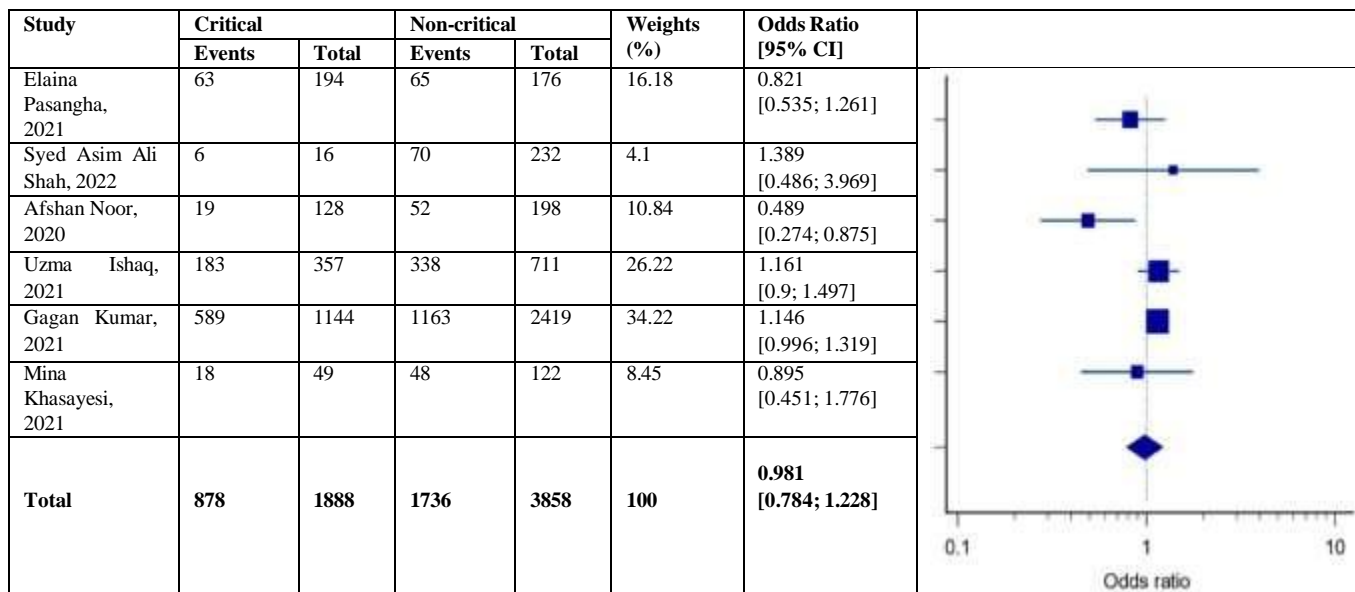 Study Critical Non-critical Weights (%) Odds Ratio [95% CI]
Events Total Events Total
Elaina Pasangha, 2021 63 194 65 176 16.18 0.821 [0.535; 1.261]
Syed Asim Ali Shah, 2022 6 16 70 232 4.1 1.389 [0.486; 3.969]
Afshan Noor, 2020 19 128 52 198 10.84 0.489 [0.274; 0.875]
Uzma Ishaq, 2021 183 357 338 711 26.22 1.161 [0.9; 1.497]
Gagan Kumar, 2021 589 1144 1163 2419 34.22 1.146 [0.996; 1.319]
Mina Khasayesi, 2021 18 49 48 122 8.45 0.895 [0.451; 1.776]
Total 878 1888 1736 3858 100 0.981 [0.784; 1.228]
0.1 1 10
Odds ratio